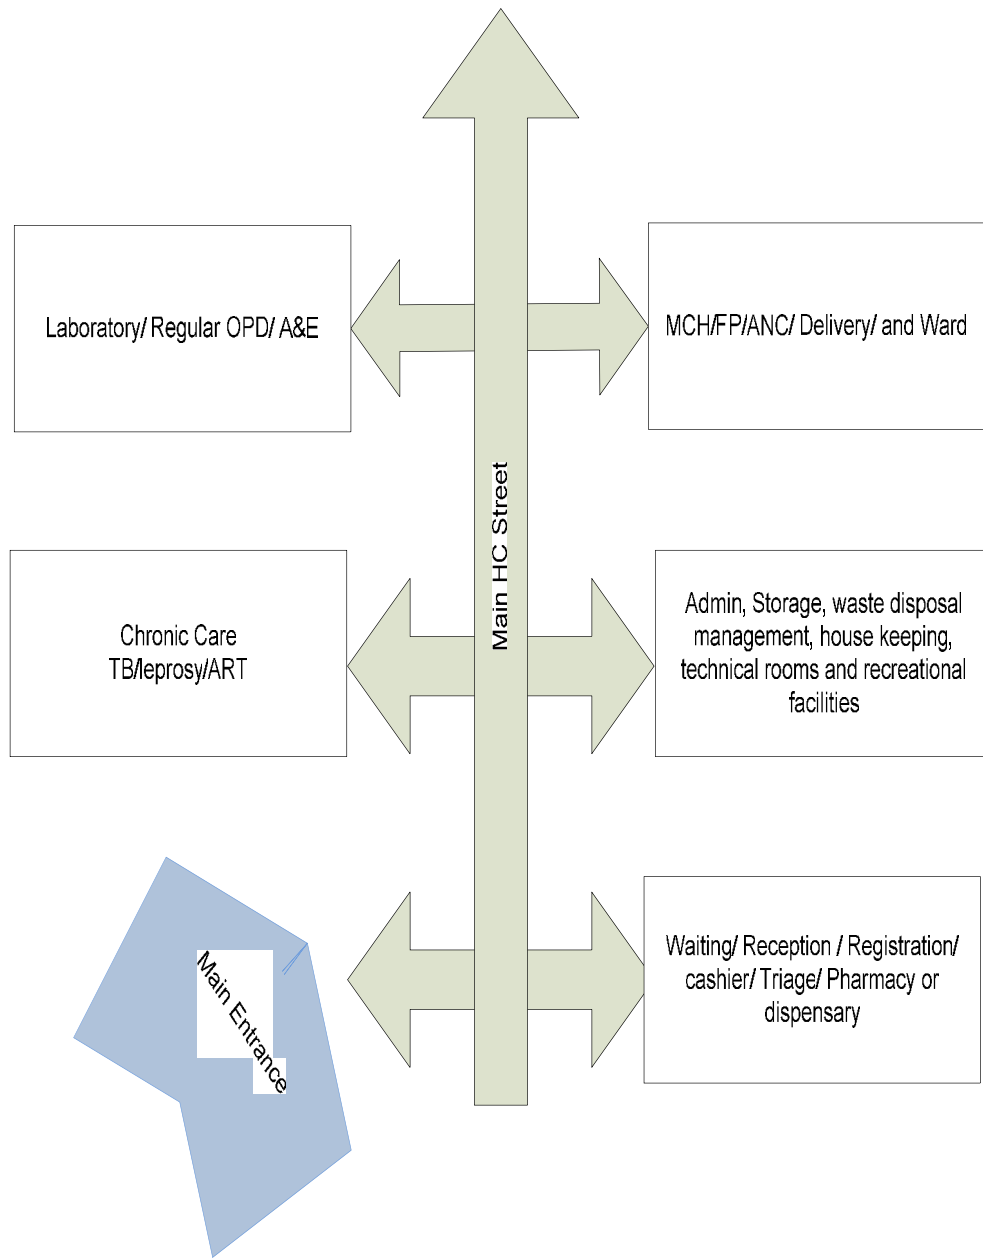 Laboratory/ Regular OPD/ A&E
MCH/FP/ANC/ Delivery/ and Ward
Main HC Street
Chronic Care
TB/leprosy/ART
Admin, Storage, waste disposal
management, house keeping,
technical rooms and recreational
facilities
Main Entrance
Waiting/ Reception / Registration/
cashier/ Triage/ Pharmacy or
dispensary